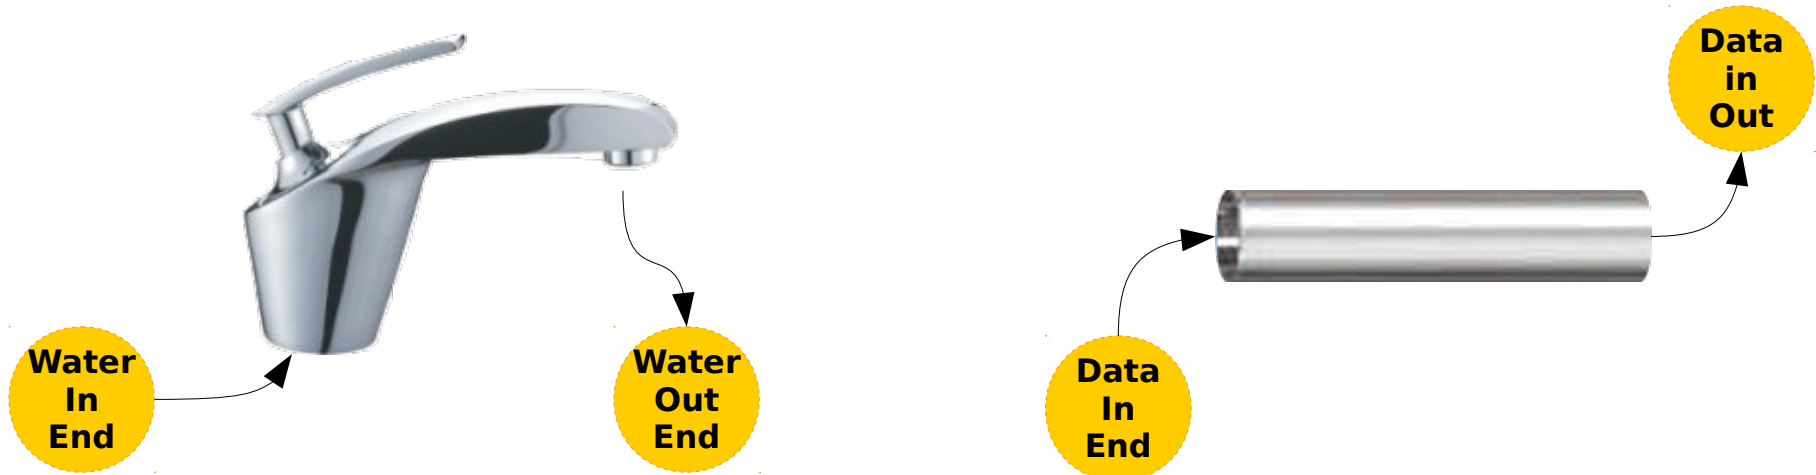 Water
In
End
Water
Out
End
Data
In
End
Data
in
Out